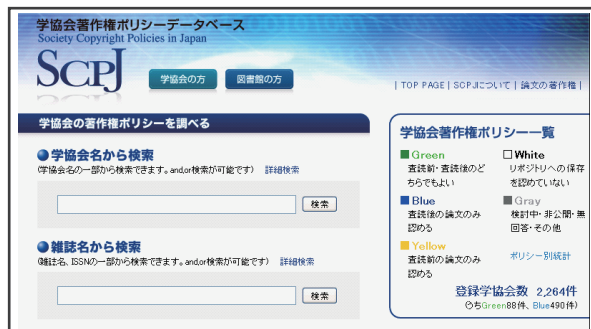 学協会著作権ポリシーデータベース
Society Copyright Policies in Japan
SCPJ
学協会の方
図書館の方
| TOP PAGE | SCPJについて | 論文の著作権 |
学協会の著作権ポリシーを調べる
学協会名から検索
(学協会名の一部から検索できます。and,or検索が可能です) 詳細検索
検索
雑誌名から検索
(雑誌名、ISSNの一部から検索できます。and,or検索が可能です) 詳細検索
検索
学協会著作権ポリシー一覧
Green
査読前・査読後のど
ちらでもよい
White
リポジトリへの保存
を認めていない
Blue
査読後の論文のみ
認める
Gray
検討中・非公開・無
回答・その他
Yellow
査読前の論文のみ
認める
ポリシー別統計
登録学協会数 2,264件
(うちGreen88件、Blue490件)